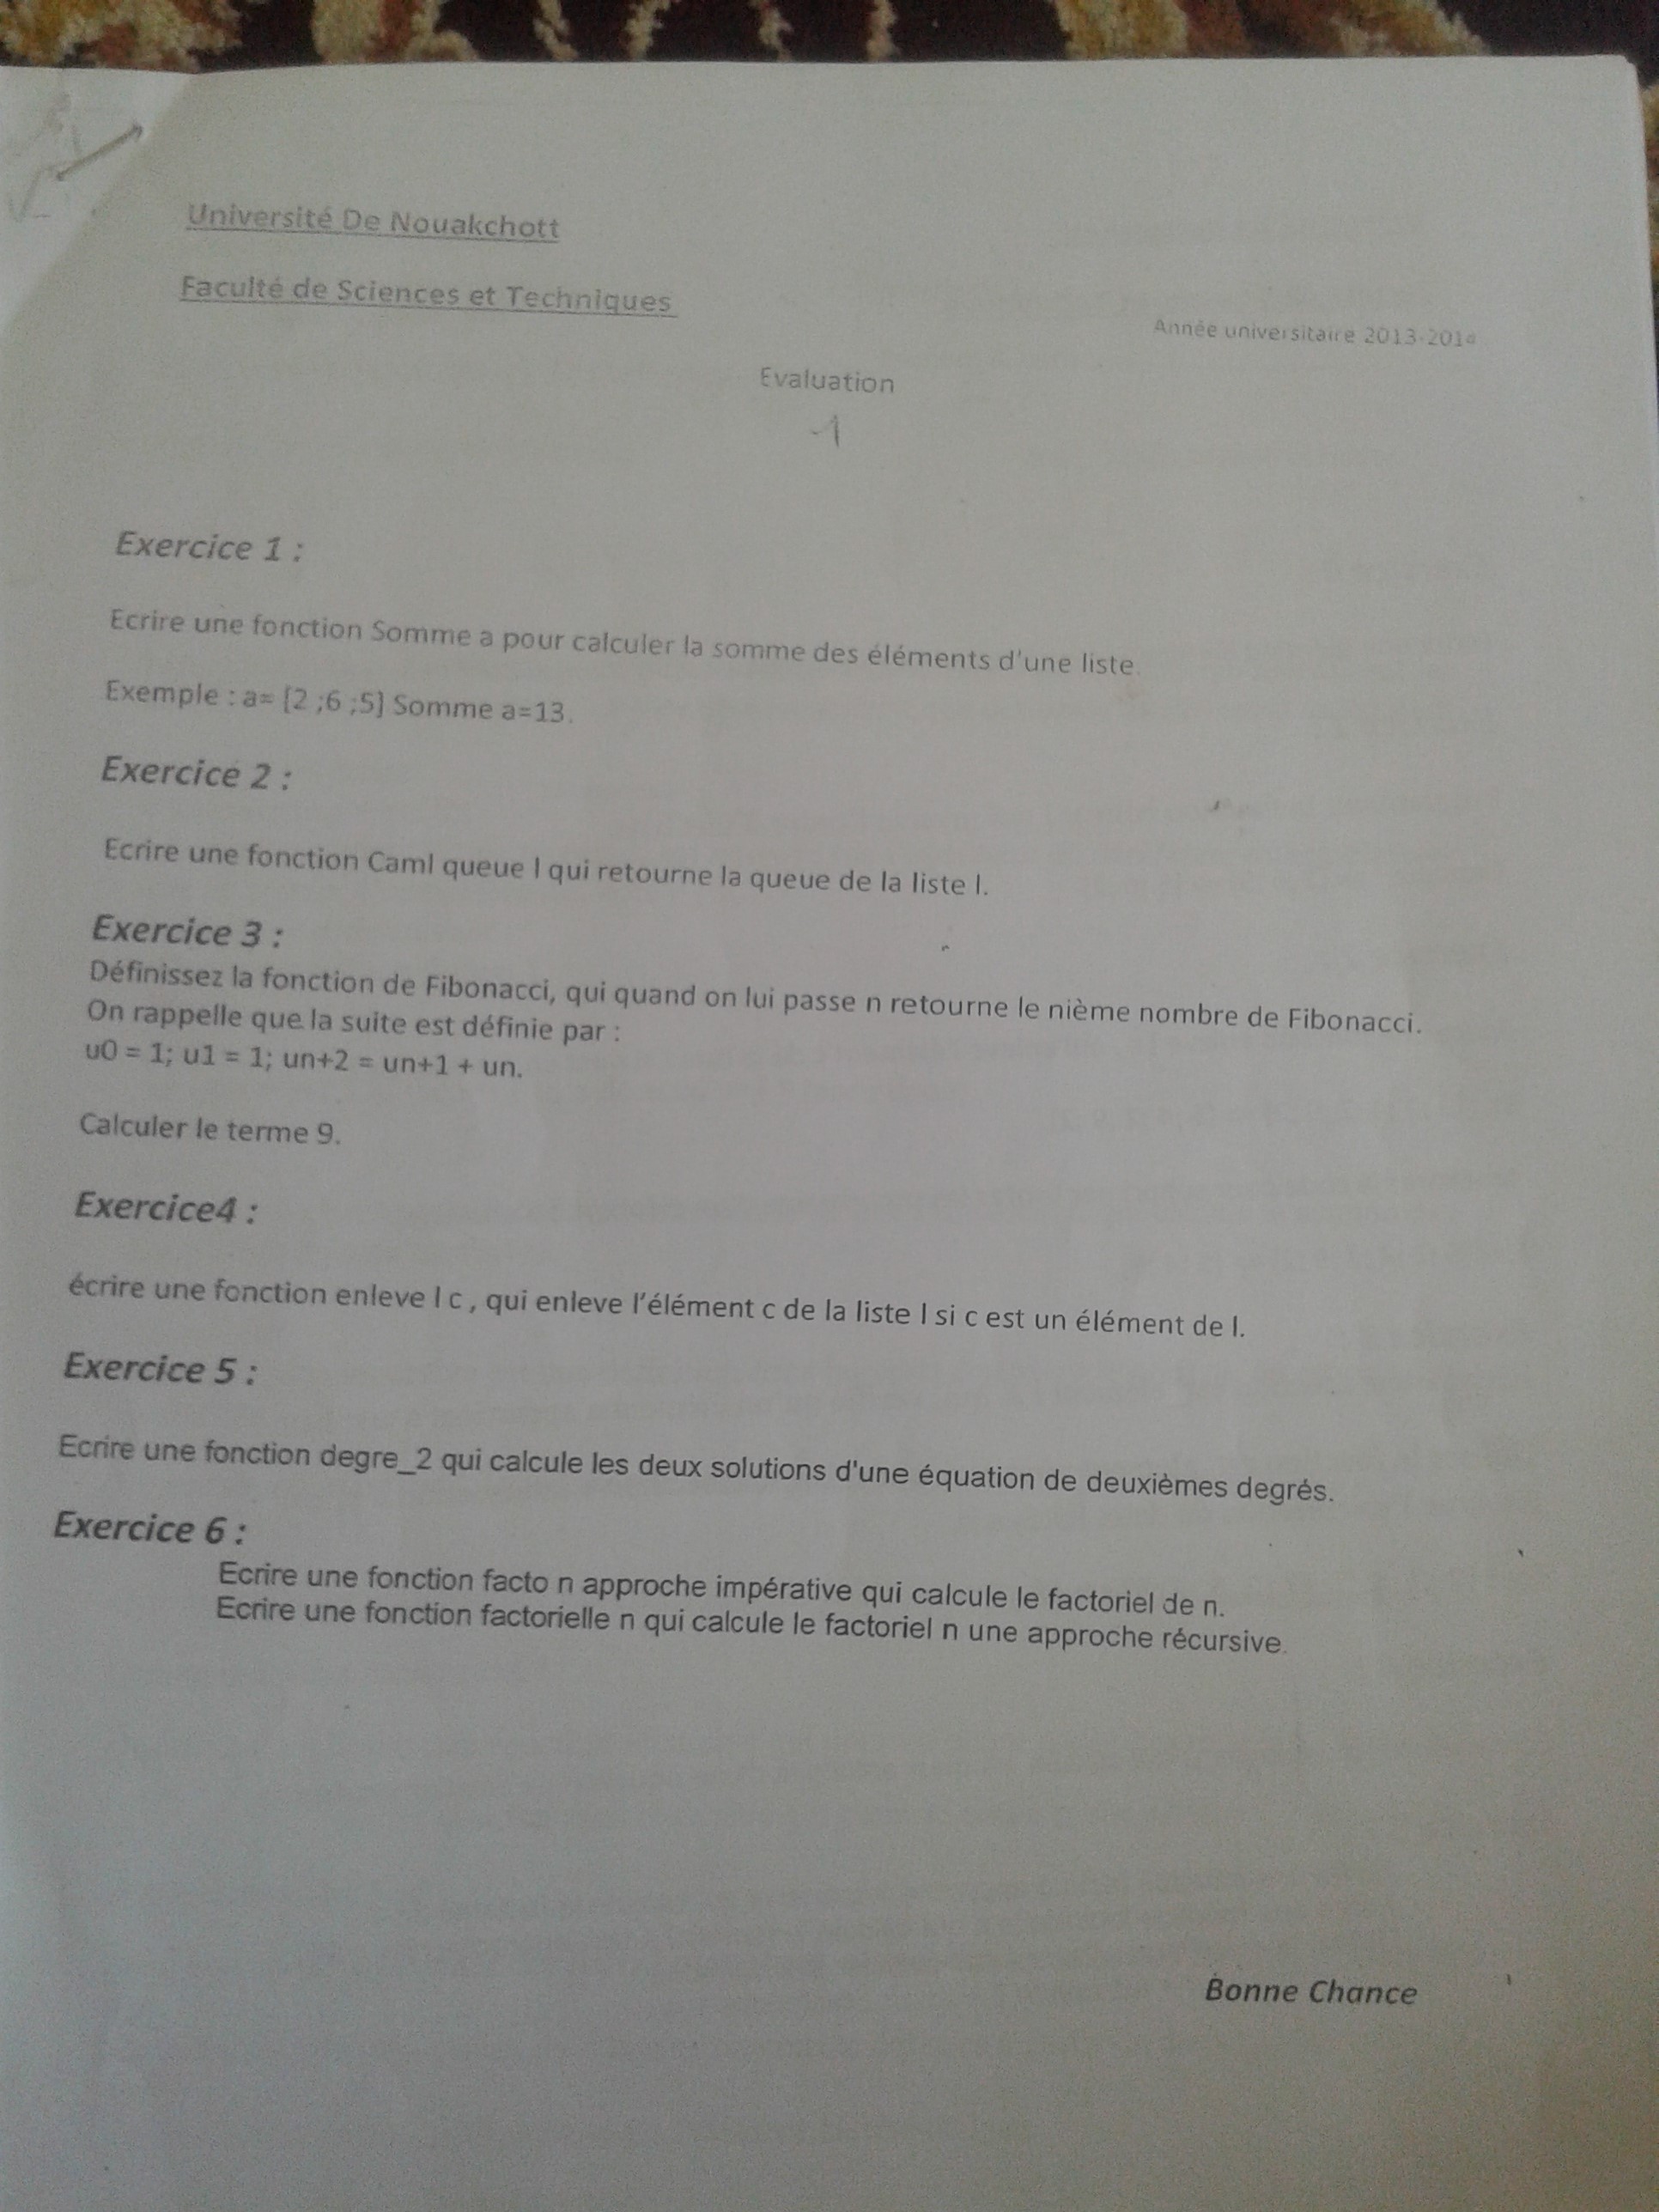 Université De Nouakchott
Faculté de Sciences et Techniques
Année universitaire 2013-2014
Evaluation
1
Exercice 1 :
Ecrire une fonction Somme a pour calculer la somme des éléments d'une liste.
Exemple : a= [2 ;6 ;5] Somme a=13.
Exercice 2 :
Ecrire une fonction Caml queue l qui retourne la queue de la liste l.
Exercice 3 :
Définissez la fonction de Fibonacci, qui quand on lui passe n retourne le nième nombre de Fibonacci.
On rappelle que la suite est définie par :
u0 = 1; u1 = 1; un+2 = un+1 + un.
Calculer le terme 9.
Exercice4 :
écrire une fonction enleve l c , qui enleve l'élément c de la liste l si c est un élément de l.
Exercice 5 :
Ecrire une fonction degre_2 qui calcule les deux solutions d'une équation de deuxièmes degrés.
Exercice 6 :
Ecrire une fonction facto n approche impérative qui calcule le factoriel de n.
Ecrire une fonction factorielle n qui calcule le factoriel n une approche récursive.
Bonne Chance